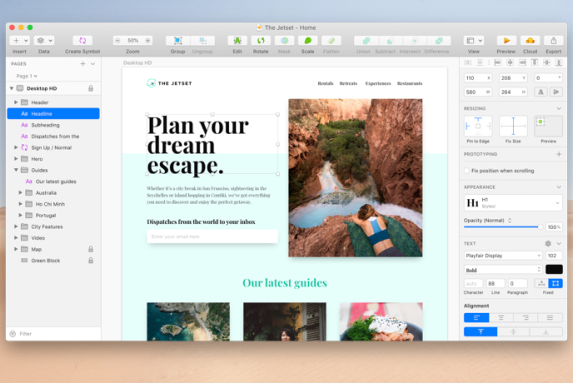 The Jetset - Home
50%
Insert Data Create Symbol Zoom Group Ungroup Edit Rotate Mask Scale Flatten Union Subtract Intersect Difference View Preview Cloud Export
PAGES
Page 1
Desktop HD
Header
Headline
Subheading
Dispatches from the
Sign Up / Normal
Hero
Guides
Our latest guides
Australia
Ho Chi Minh
Portugal
City Features
Video
Map
Green Block
Filter
Desktop HD
THE JETSET
Rentals Retreats Experiences Restaurants
Plan your
dream
escape.
Whether it's a city break in San Francisco, sightseeing in the
Seychelles or island hopping in Croatia, we've got everything
you need to discover and enjoy the perfect getaway.
Dispatches from the world to your inbox
Enter your email here
Our latest guides
110 208 0
580 264
RESIZING
Pin to Edge Fix Size Preview
PROTOTYPING
Fix position when scrolling
APPEARANCE
H1 H1
Opacity (Normal) 100%
TEXT
Playfair Display 102
Bold
88 0
Character Line Paragraph Fixed
Alignment